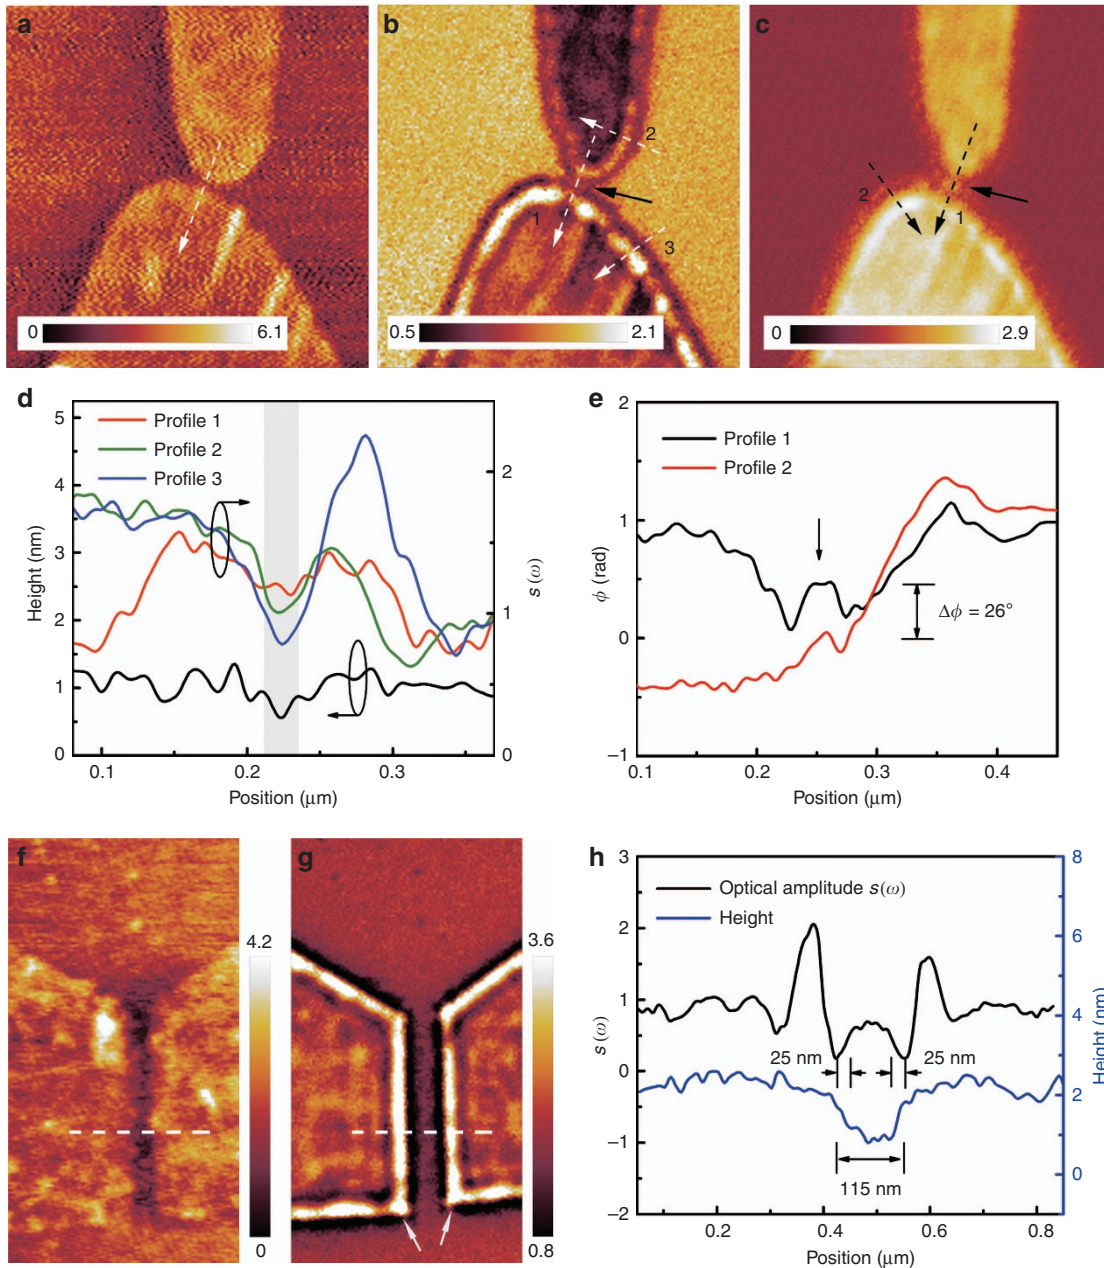 a
0
6.1
b
2
1
3
0.5
2.1
c
2
1
0
2.9
d
Profile 1
Profile 2
Profile 3
5
4
3
2
1
0
Height (nm)
2
1
0
s(ω)
0.1
0.2
0.3
Position (μm)
e
Profile 1
Profile 2
2
1
0
−1
ϕ (rad)
Δϕ = 26°
0.1
0.2
0.3
0.4
Position (μm)
f
4.2
0
g
3.6
0.8
h
Optical amplitude s(ω)
Height
3
2
1
0
−1
−2
s(ω)
8
6
4
2
0
Height (nm)
25 nm
25 nm
115 nm
0.2
0.4
0.6
0.8
Position (μm)